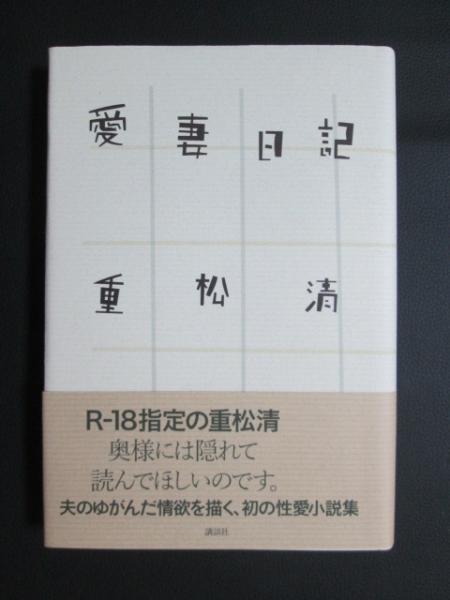 愛妻日記
重松清
R-18指定の重松清
奥様には隠れて
読んでほしいのです。
夫のゆがんだ情欲を描く、初の性愛小説集
講談社